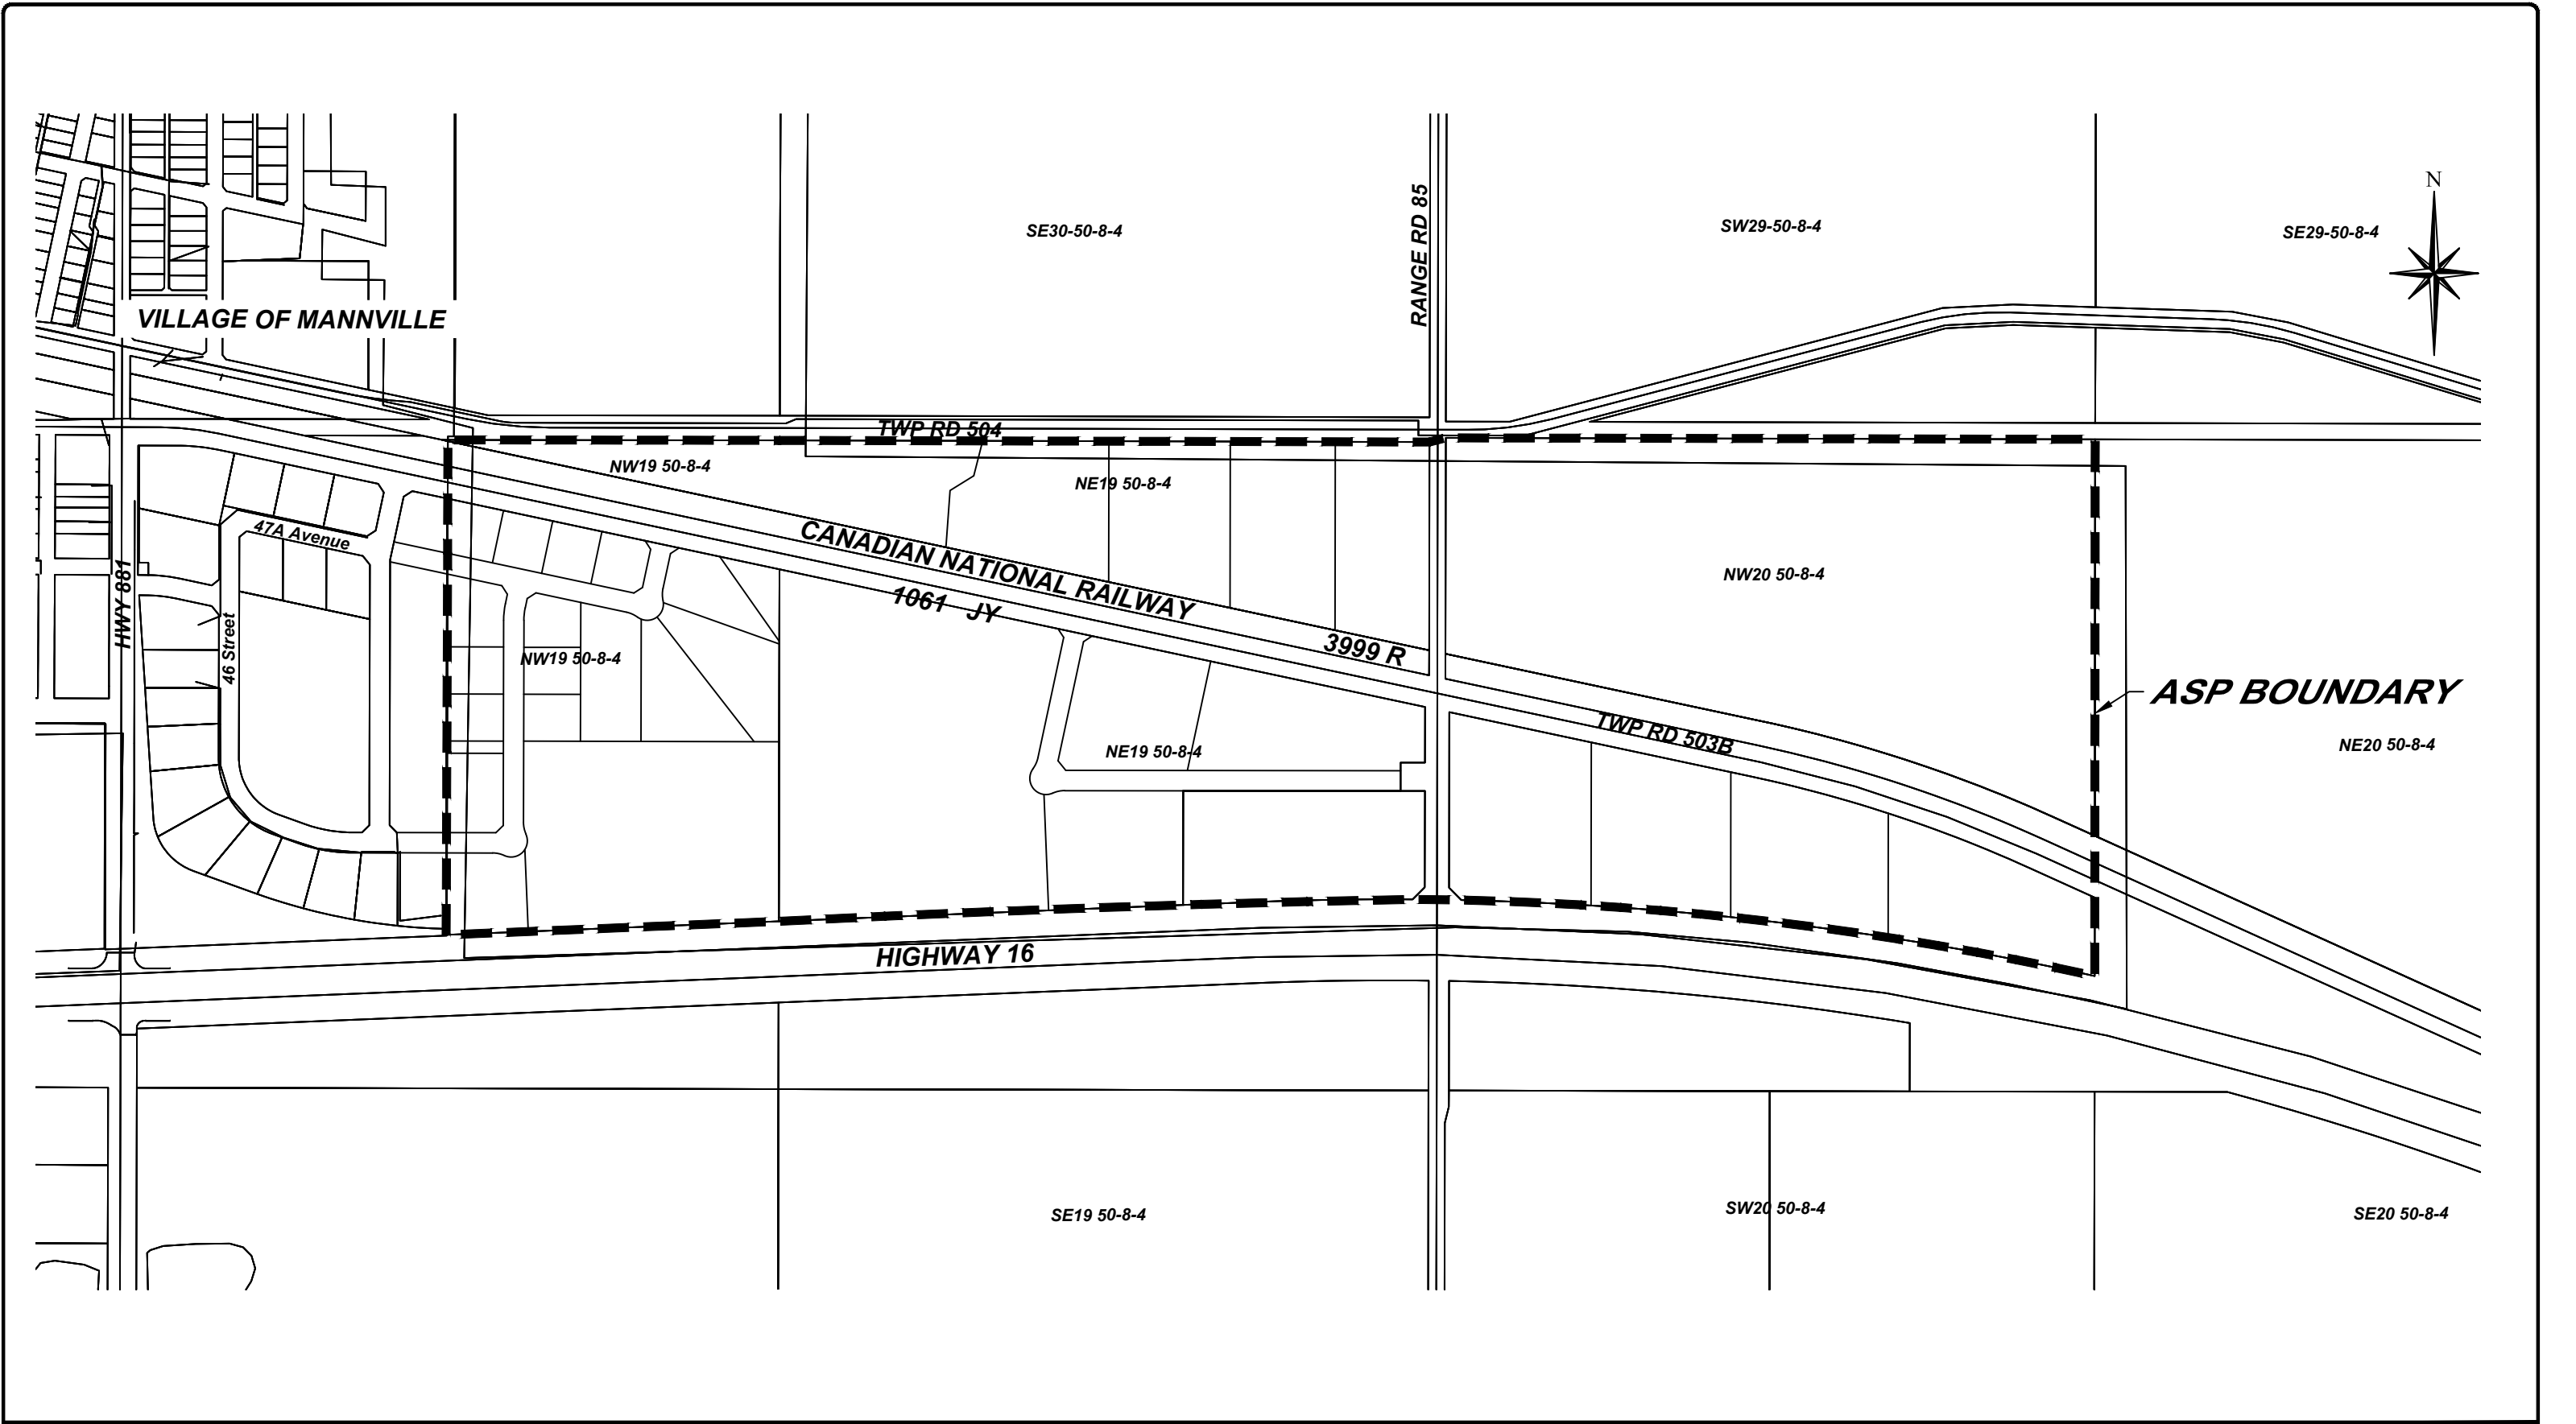 N
RANGE RD 85
SE30-50-8-4
SW29-50-8-4
SE29-50-8-4
VILLAGE OF MANNVILLE
TWP RD 504
NW19 50-8-4
NE19 50-8-4
47A Avenue
CANADIAN NATIONAL RAILWAY
NW20 50-8-4
HWY 881
46 Street
1061 JY
3999 R
NW19 50-8-4
ASP BOUNDARY
TWP RD 503B
NE19 50-8-4
NE20 50-8-4
HIGHWAY 16
SE19 50-8-4
SW20 50-8-4
SE20 50-8-4